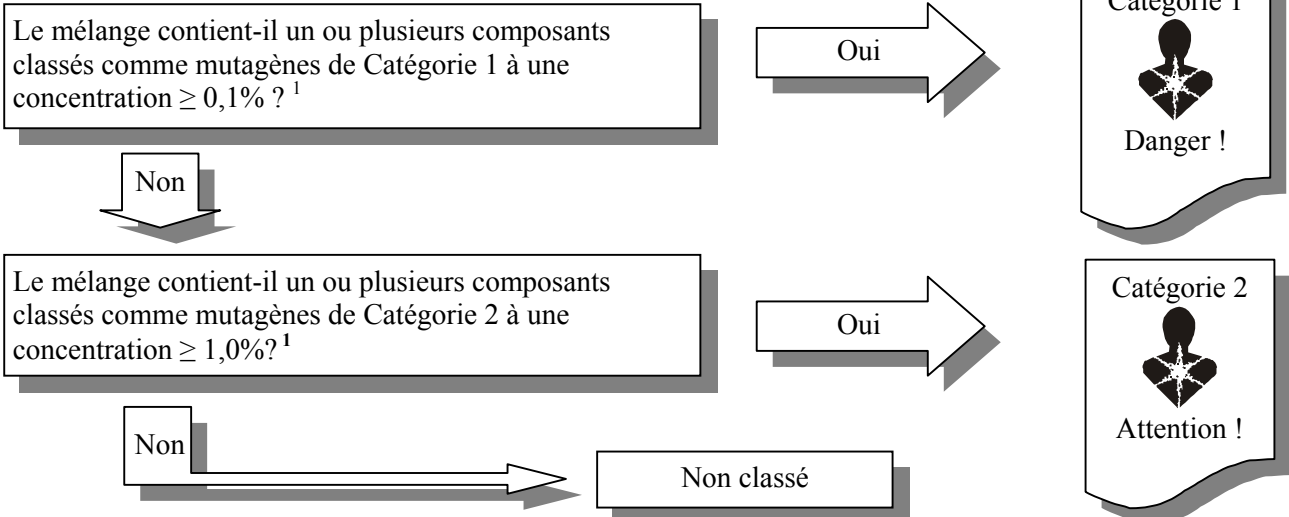 Catégorie 1
Le mélange contient-il un ou plusieurs composants
classés comme mutagènes de Catégorie 1 à une
concentration ≥ 0,1% ? ¹
Oui
Danger !
Non
Le mélange contient-il un ou plusieurs composants
classés comme mutagènes de Catégorie 2 à une
concentration ≥ 1,0%? ¹
Oui
Catégorie 2
Attention !
Non
Non classé